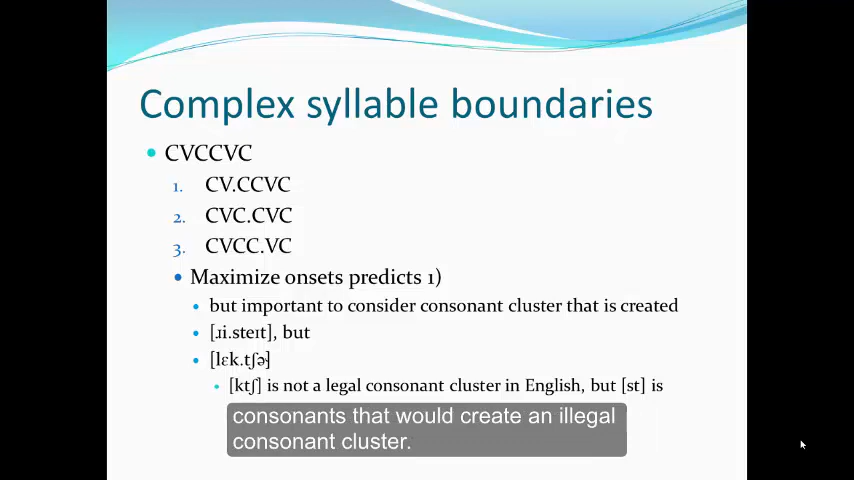 Complex syllable boundaries
CVCCVC
1. CV.CCVC
2. CVC.CVC
3. CVCC.VC
Maximize onsets predicts 1)
but important to consider consonant cluster that is created
[ɹi.steɪt], but
[lɛk.tʃɚ]
[ktʃ] is not a legal consonant cluster in English, but [st] is
consonants that would create an illegal
consonant cluster.